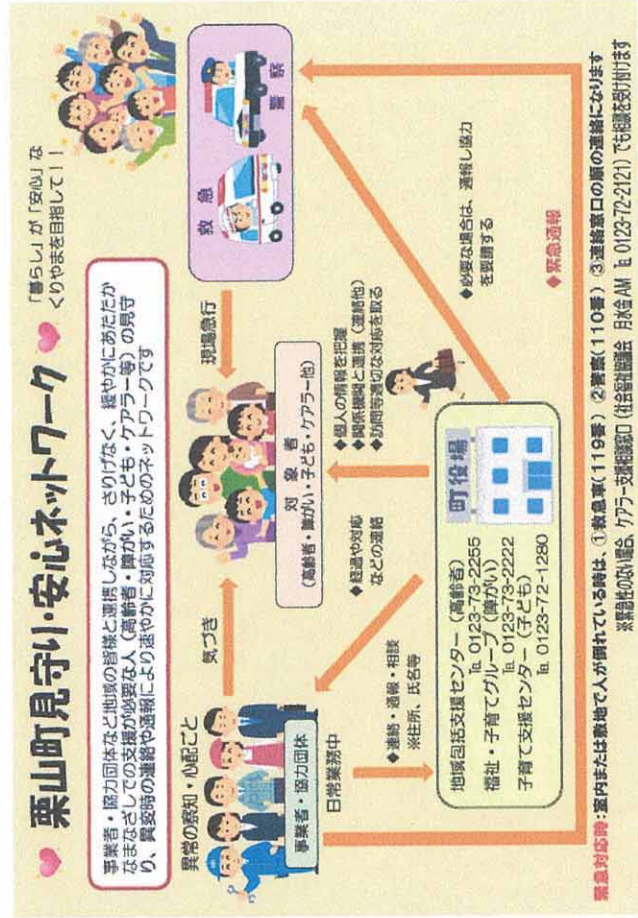 栗山町見守り・安心ネットワーク
「暮らし」が「安心」な
くりやまを目指して！！
事業者・協力団体など地域の皆様と連携しながら、さりげなく、緩やかにあたたか
なまなざしでの支援が必要な人（高齢者・障がい・子ども・ケアラー等）の見守
り、異変時の連絡や通報により速やかに対応するためのネットワークです
異常の察知・心配ごと
気づき
現場急行
救急
警察
事業者・協力団体
日常業務中
対象者
（高齢者・障がい・子ども・ケアラー他）
◆連絡・通報・相談
※住所、氏名等
◆経過や対応
などの連絡
◆個人の情報を把握
◆関係機関と連携（連絡他）
◆訪問等適切な対応を取る
◆必要な場合は、通報し協力
を要請する
地域包括支援センター（高齢者）
℡ 0123-73-2255
福祉・子育てグループ（障がい）
℡ 0123-73-2222
子育て支援センター（子ども）
℡ 0123-72-1280
町役場
◆緊急通報
緊急対応時：室内または敷地で人が倒れている時は、①救急車（119番） ②警察（110番） ③連絡窓口の順の連絡になります
※緊急性のない場合、ケアラー支援相談窓口（社会福祉協議会 月水金AM ℡ 0123-72-2121）でも相談を受け付けます